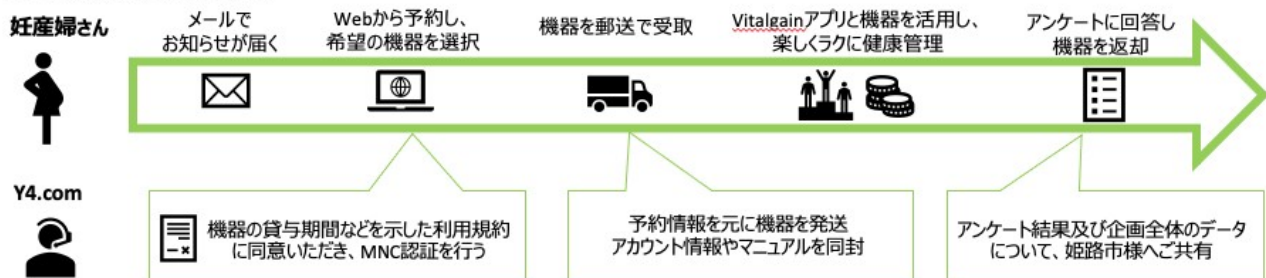 妊産婦さん
メールで
お知らせが届く
Webから予約し、
希望の機器を選択
機器を郵送で受取
Vitalgainアプリと機器を活用し、
楽しくラクに健康管理
アンケートに回答し
機器を返却
Y4.com
機器の貸与期間などを示した利用規約
に同意いただき、MNC認証を行う
予約情報を元に機器を発送
アカウント情報やマニュアルを同封
アンケート結果及び企画全体のデータ
について、姫路市様へご共有